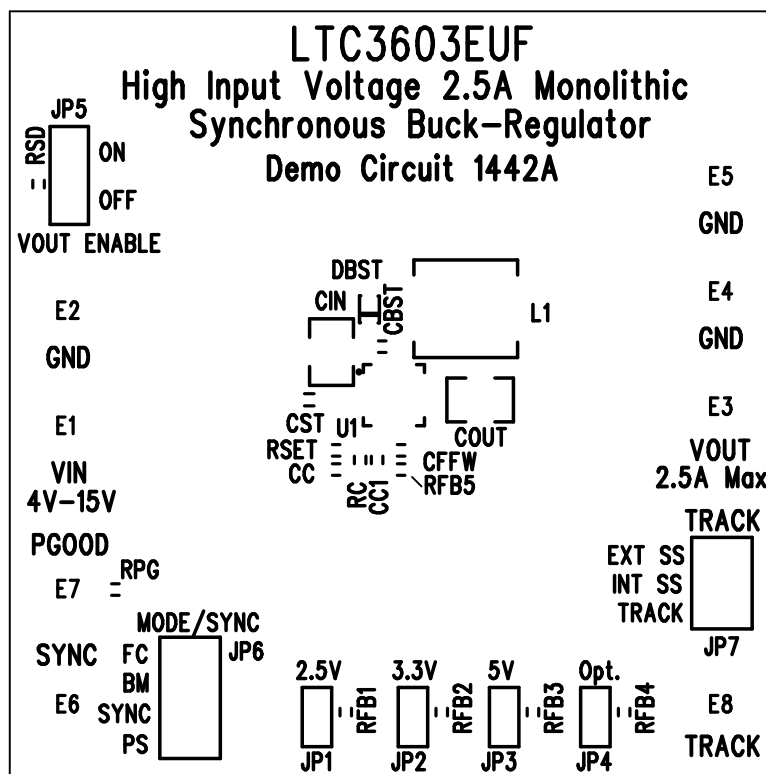 LTC3603EUF
High Input Voltage 2.5A Monolithic
Synchronous Buck-Regulator
Demo Circuit 1442A
JP5
RSD
ON
OFF
VOUT ENABLE
E5
GND
DBST
CIN
CBST
L1
E2
GND
E4
GND
CST
U1
COUT
E1
E3
RSET
CC
RC
CC1
CFFW
RFB5
VIN
4V-15V
VOUT
2.5A Max
PGOOD
E7
RPG
TRACK
EXT SS
INT SS
TRACK
JP7
MODE/SYNC
SYNC
FC
JP6
BM
E6
SYNC
PS
2.5V
RFB1
JP1
3.3V
RFB2
JP2
5V
RFB3
JP3
Opt.
RFB4
JP4
E8
TRACK